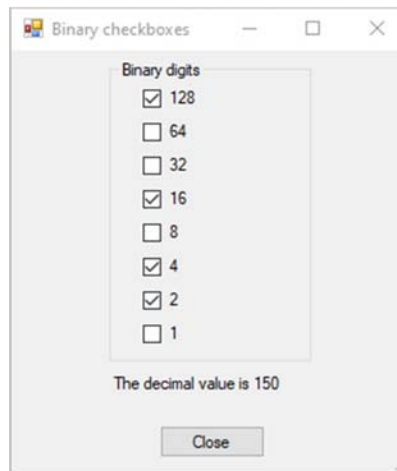 Binary checkboxes
Binary digits
128
64
32
16
8
4
2
1
The decimal value is 150
Close